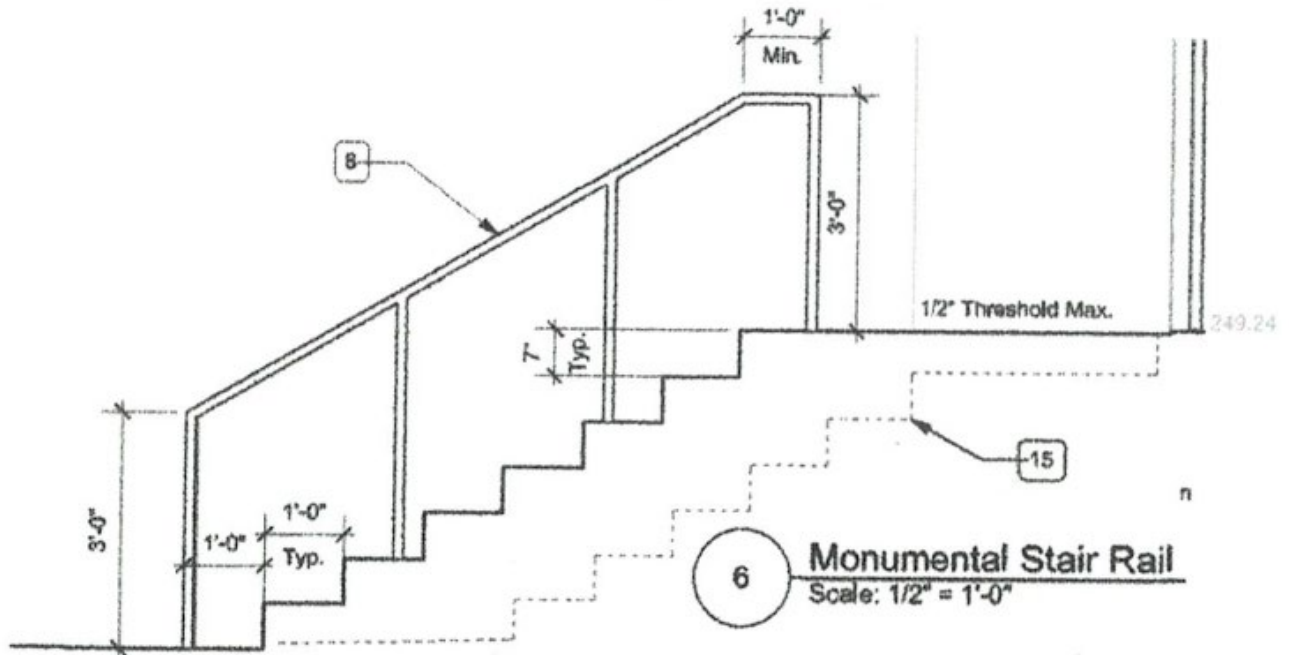 1'-0"
Min.
8
3'-0"
1/2" Threshold Max.
249.24
7"
Typ.
15
n
3'-0"
1'-0"
1'-0"
Typ.
6
Monumental Stair Rail
Scale: 1/2" = 1'-0"